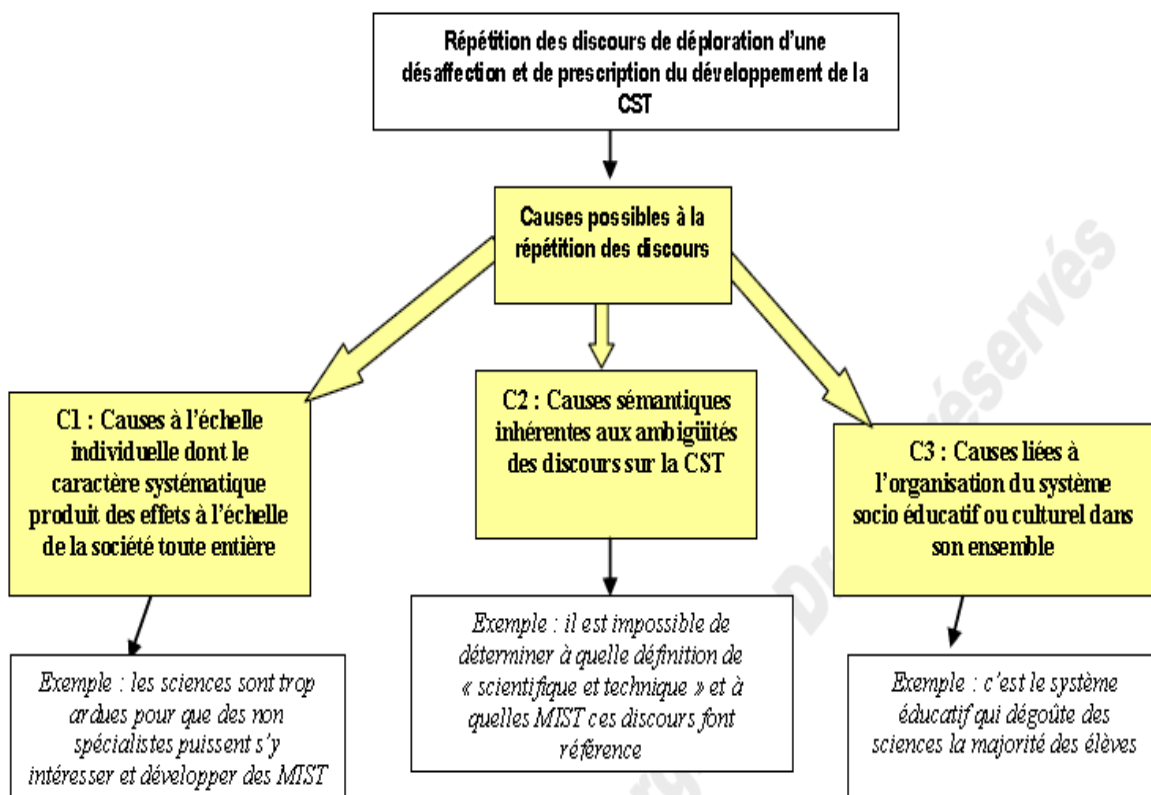 Répétition des discours de déploration d'une
désaffection et de prescription du développement de la
CST
Causes possibles à la
répétition des discours
C1 : Causes à l'échelle
individuelle dont le
caractère systématique
produit des effets à l'échelle
de la société toute entière
C2 : Causes sémantiques
inhérentes aux ambigüités
des discours sur la CST
C3 : Causes liées à
l'organisation du système
socio éducatif ou culturel dans
son ensemble
Exemple : les sciences sont trop
ardues pour que des non
spécialistes puissent s'y
intéresser et développer des MIST
Exemple : il est impossible de
déterminer à quelle définition de
« scientifique et technique » et à
quelles MIST ces discours font
référence
Exemple : c'est le système
éducatif qui dégoûte des
sciences la majorité des élèves